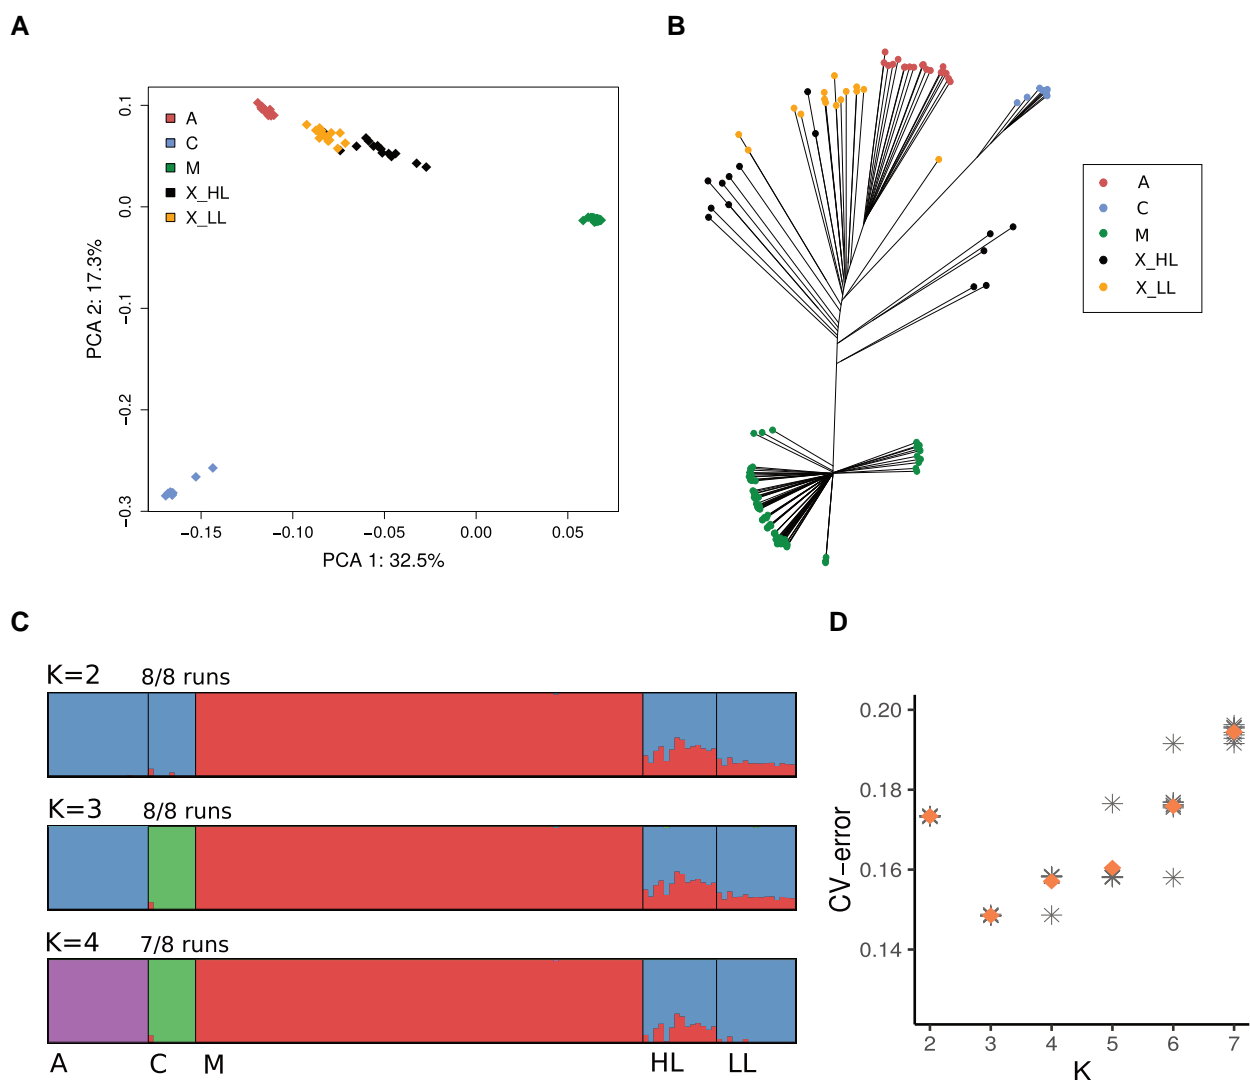 A
B
0.1
0.0
−0.1
−0.2
−0.3
PCA 2: 17.3%
A
C
M
X_HL
X_LL
−0.15
−0.10
−0.05
0.00
0.05
PCA 1: 32.5%
A
C
M
X_HL
X_LL
C
D
K=2 8/8 runs
K=3 8/8 runs
K=4 7/8 runs
A C M HL LL
0.20
0.18
0.16
0.14
CV−error
2 3 4 5 6 7
K